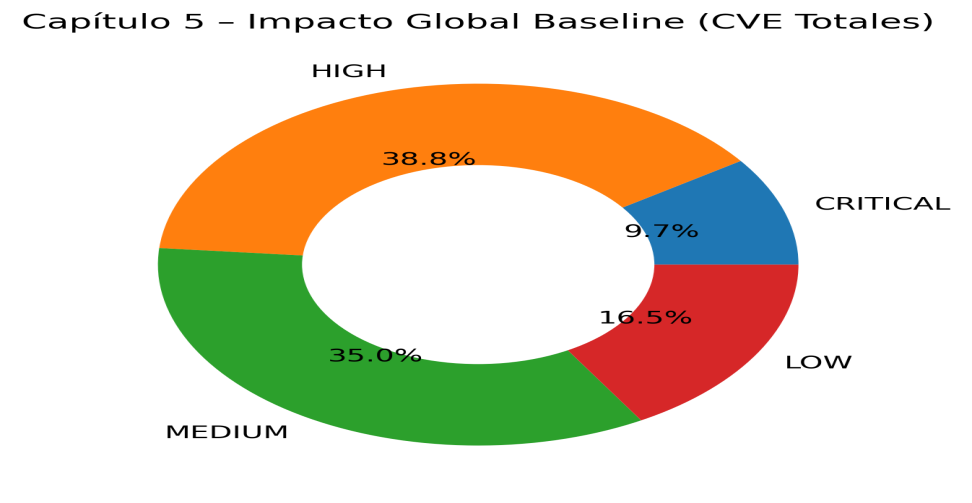 Capítulo 5 – Impacto Global Baseline (CVE Totales)
HIGH
38.8%
CRITICAL
9.7%
16.5%
35.0%
LOW
MEDIUM